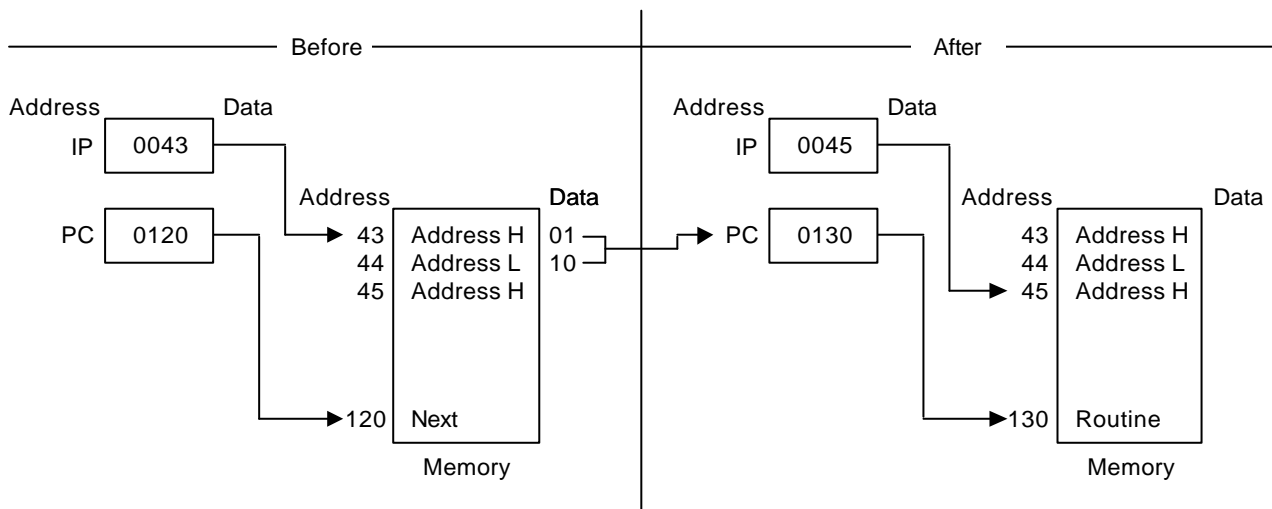 Before
After
Address Data
IP 0043
Address Data
PC 0120
43 Address H 01
44 Address L 10
45 Address H
120 Next
Memory
Address Data
IP 0045
Address Data
PC 0130
43 Address H
44 Address L
45 Address H
130 Routine
Memory